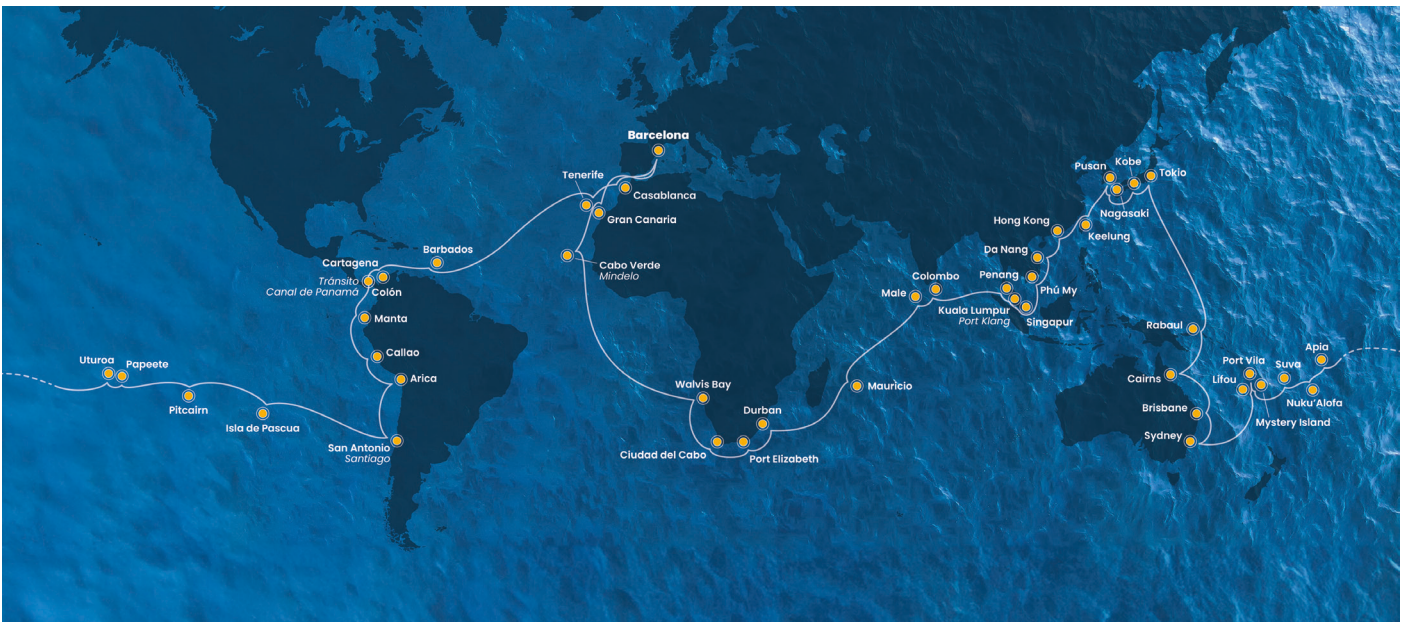 Barcelona
Tenerife
Casablanca
Gran Canaria
Cabo Verde
Mindelo
Barbados
Cartagena
Tránsito
Canal de Panamá
Colón
Manta
Callao
Arica
San Antonio
Santiago
Isla de Pascua
Pitcairn
Papeete
Uturoa
Walvis Bay
Ciudad del Cabo
Port Elizabeth
Durban
Mauricio
Male
Colombo
Penang
Kuala Lumpur
Port Klang
Singapur
Phú My
Da Nang
Hong Kong
Keelung
Pusan
Nagasaki
Kobe
Tokio
Rabaul
Cairns
Brisbane
Sydney
Lifou
Port Vila
Mystery Island
Suva
Nuku'Alofa
Apia